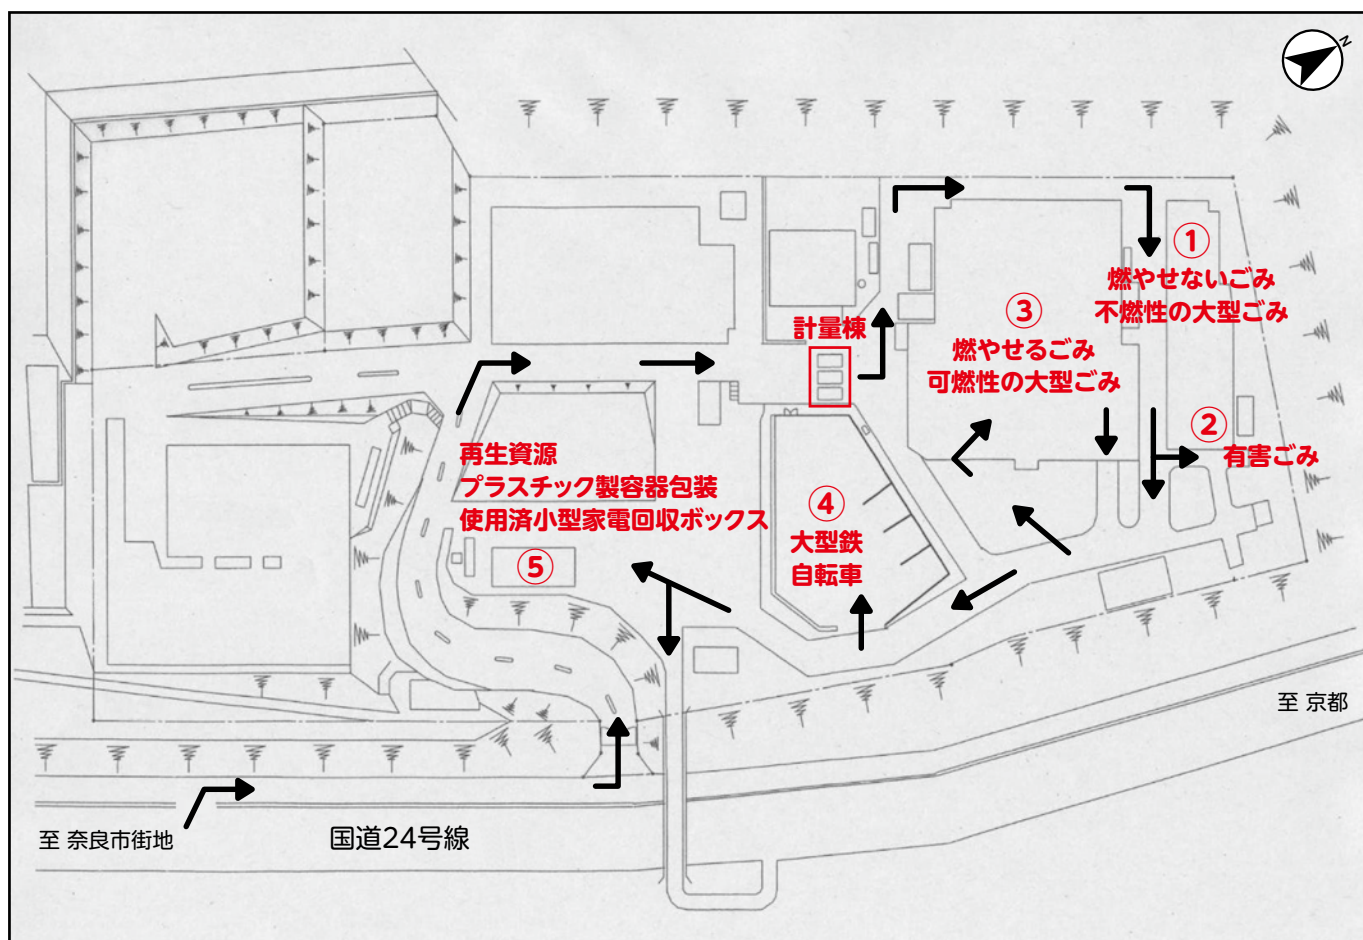 N
①
燃やせないごみ
不燃性の大型ごみ
③
燃やせるごみ
可燃性の大型ごみ
計量棟
②
有害ごみ
再生資源
プラスチック製容器包装
使用済小型家電回収ボックス
⑤
④
大型鉄
自転車
至 京都
至 奈良市街地
国道24号線